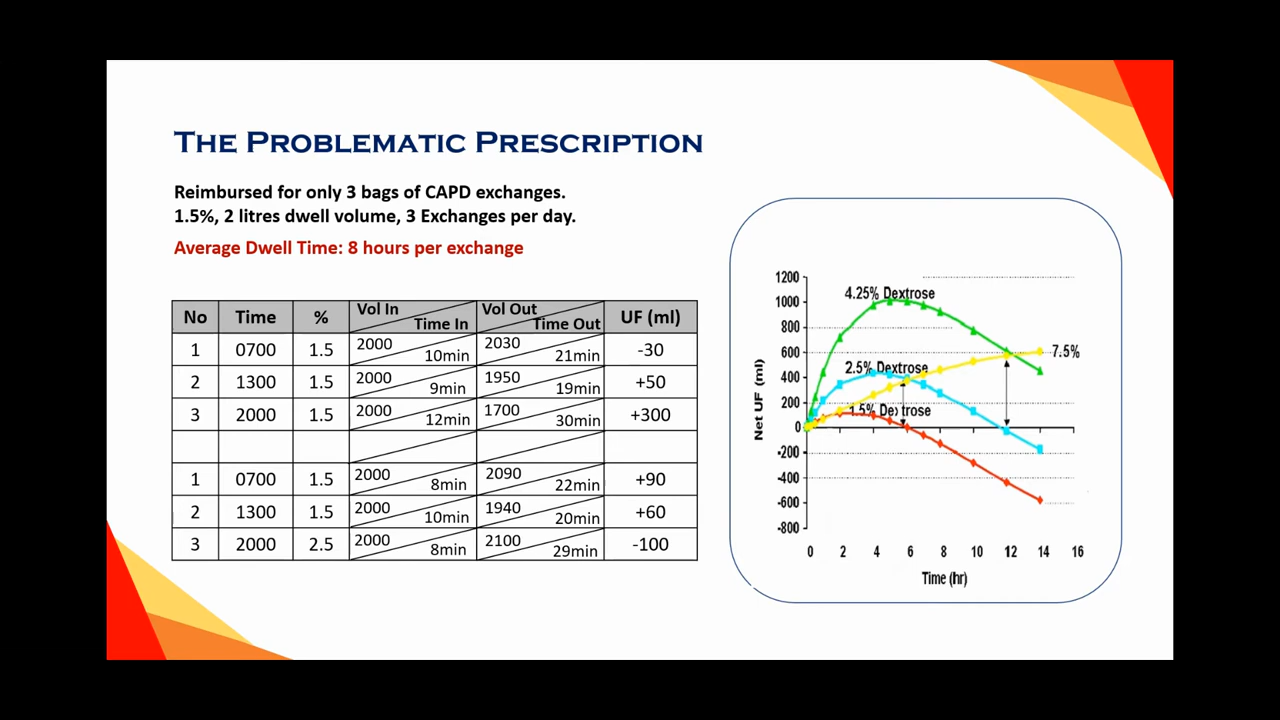 THE PROBLEMATIC PRESCRIPTION
Reimbursed for only 3 bags of CAPD exchanges.
1.5%, 2 litres dwell volume, 3 Exchanges per day.
Average Dwell Time: 8 hours per exchange
No Time % Vol In Time In Vol Out Time Out UF (ml)
1 0700 1.5 2000 10min 2030 21min -30
2 1300 1.5 2000 9min 1950 19min +50
3 2000 1.5 2000 12min 1700 30min +300
1 0700 1.5 2000 8min 2090 22min +90
2 1300 1.5 2000 10min 1940 20min +60
3 2000 2.5 2000 8min 2100 29min -100
Net UF (ml)
1200
1000
800
600
400
200
0
-200
-400
-600
-800
4.25% Dextrose
7.5%
2.5% Dextrose
1.5% Dextrose
0 2 4 6 8 10 12 14 16
Time (hr)